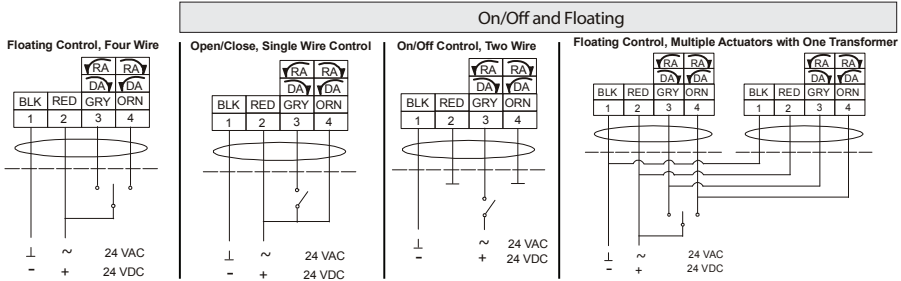 On/Off and Floating
Floating Control, Four Wire
RA RA
DA DA
BLK RED GRY ORN
1 2 3 4
⊥ ~ 24 VAC
- + 24 VDC
Open/Close, Single Wire Control
RA RA
DA DA
BLK RED GRY ORN
1 2 3 4
⊥ ~ 24 VAC
- + 24 VDC
On/Off Control, Two Wire
RA RA
DA DA
BLK RED GRY ORN
1 2 3 4
⊥ ~ 24 VAC
- + 24 VDC
Floating Control, Multiple Actuators with One Transformer
RA RA
DA DA
BLK RED GRY ORN
1 2 3 4
RA RA
DA DA
BLK RED GRY ORN
1 2 3 4
⊥ ~ 24 VAC
- + 24 VDC